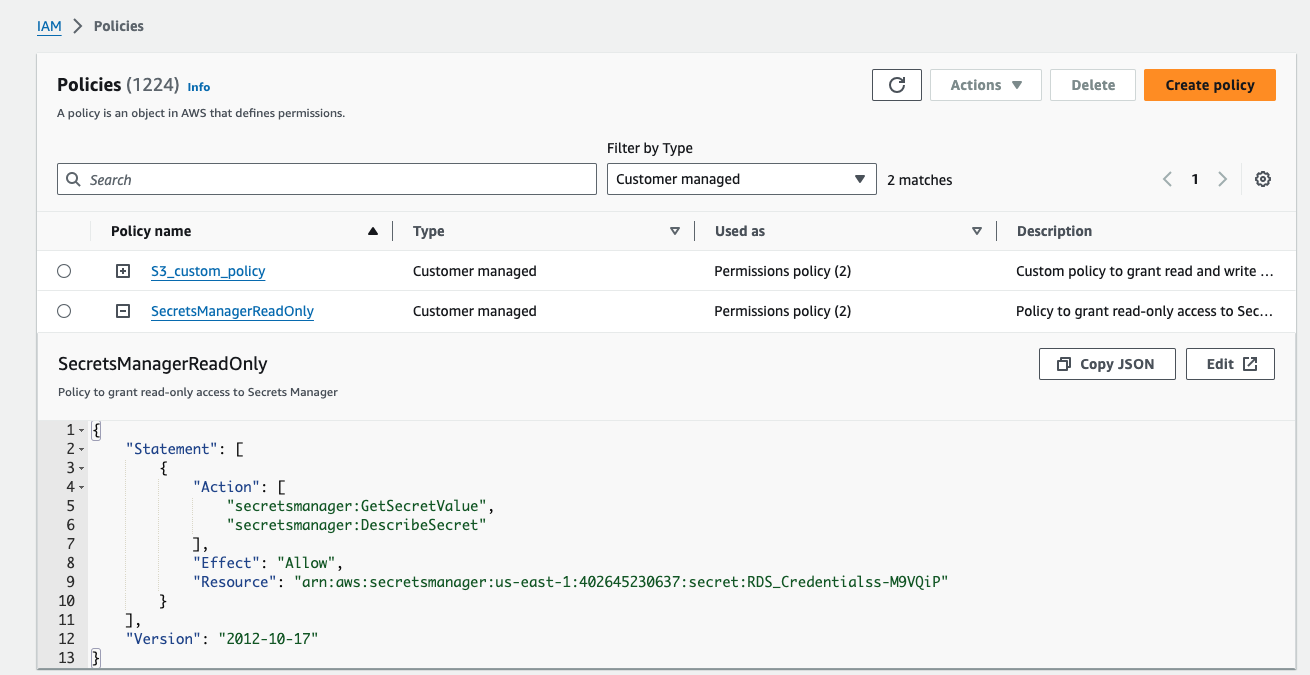 IAM > Policies
Policies (1224) Info
Actions
Delete
Create policy
A policy is an object in AWS that defines permissions.
Filter by Type
Search
Customer managed
2 matches
1
Policy name
Type
Used as
Description
S3_custom_policy
Customer managed
Permissions policy (2)
Custom policy to grant read and write ...
SecretsManagerReadOnly
Customer managed
Permissions policy (2)
Policy to grant read-only access to Sec...
SecretsManagerReadOnly
Copy JSON
Edit
Policy to grant read-only access to Secrets Manager
1 {
2 "Statement": [
3 {
4 "Action": [
5 "secretsmanager:GetSecretValue",
6 "secretsmanager:DescribeSecret"
7 ],
8 "Effect": "Allow",
9 "Resource": "arn:aws:secretsmanager:us-east-1:402645230637:secret:RDS_Credentialss-M9VQiP"
10 }
11 ],
12 "Version": "2012-10-17"
13 }